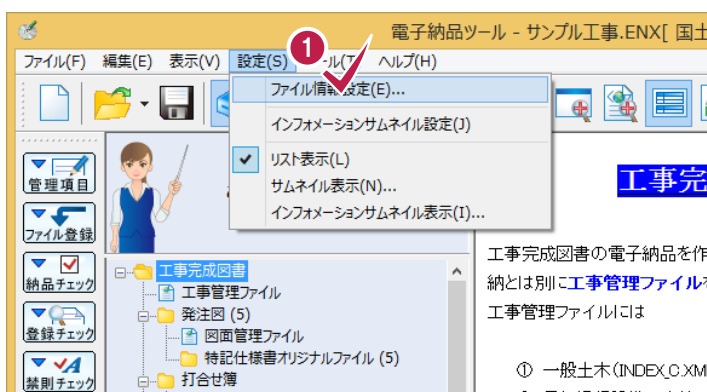 電子納品ツール - サンプル工事.ENX[ 国土
ファイル(F) 編集(E) 表示(V) 設定(S) ール(T ヘルプ(H)
1
ファイル情報設定(E)...
インフォメーションサムネイル設定(J)
リスト表示(L)
サムネイル表示(N)...
インフォメーションサムネイル表示(I)...
管理項目
ファイル登録
納品チェック
登録チェック
禁則チェック
工事完成図書
工事管理ファイル
発注図 (5)
図面管理ファイル
特記仕様書オリジナルファイル (5)
打合せ簿
工事完
工事完成図書の電子納品を作
納とは別に工事管理ファイル
工事管理ファイルには
① 一般土木(INDEX_C.XM